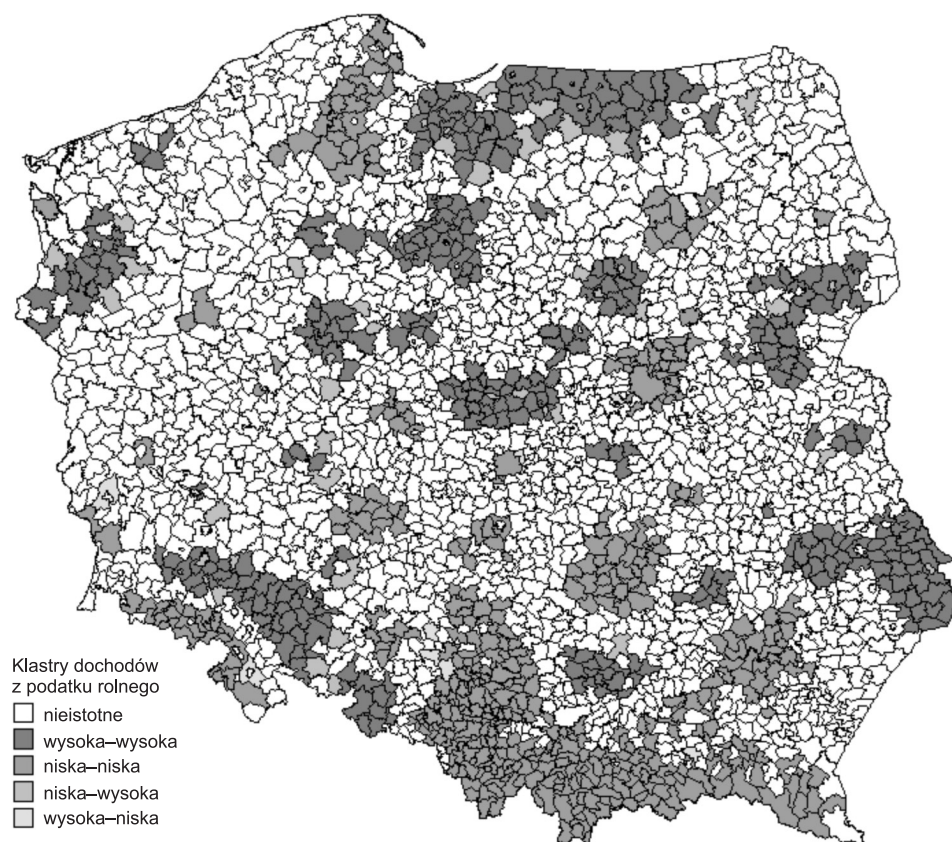 Klastry dochodów
z podatku rolnego
nieistotne
wysoka–wysoka
niska–niska
niska–wysoka
wysoka–niska